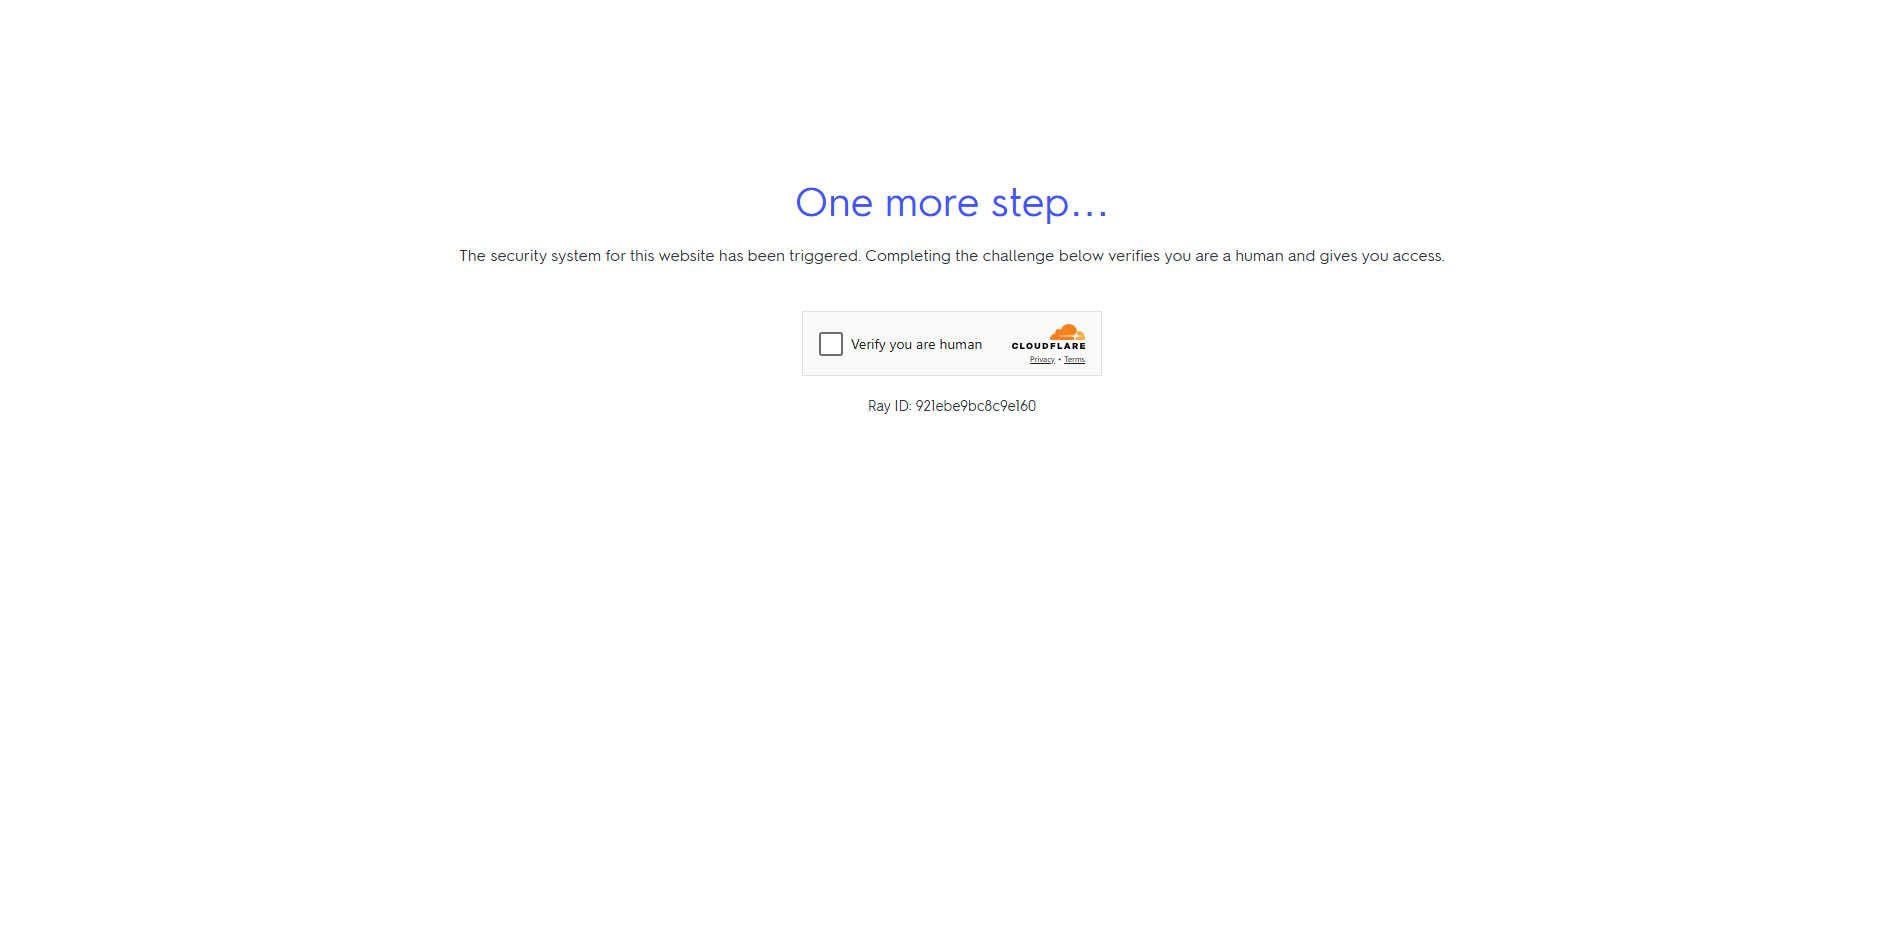 One more step...
The security system for this website has been triggered. Completing the challenge below verifies you are a human and gives you access.
Verify you are human
CLOUDFLARE
Privacy • Terms
Ray ID: 921ebe9bc8c9e160